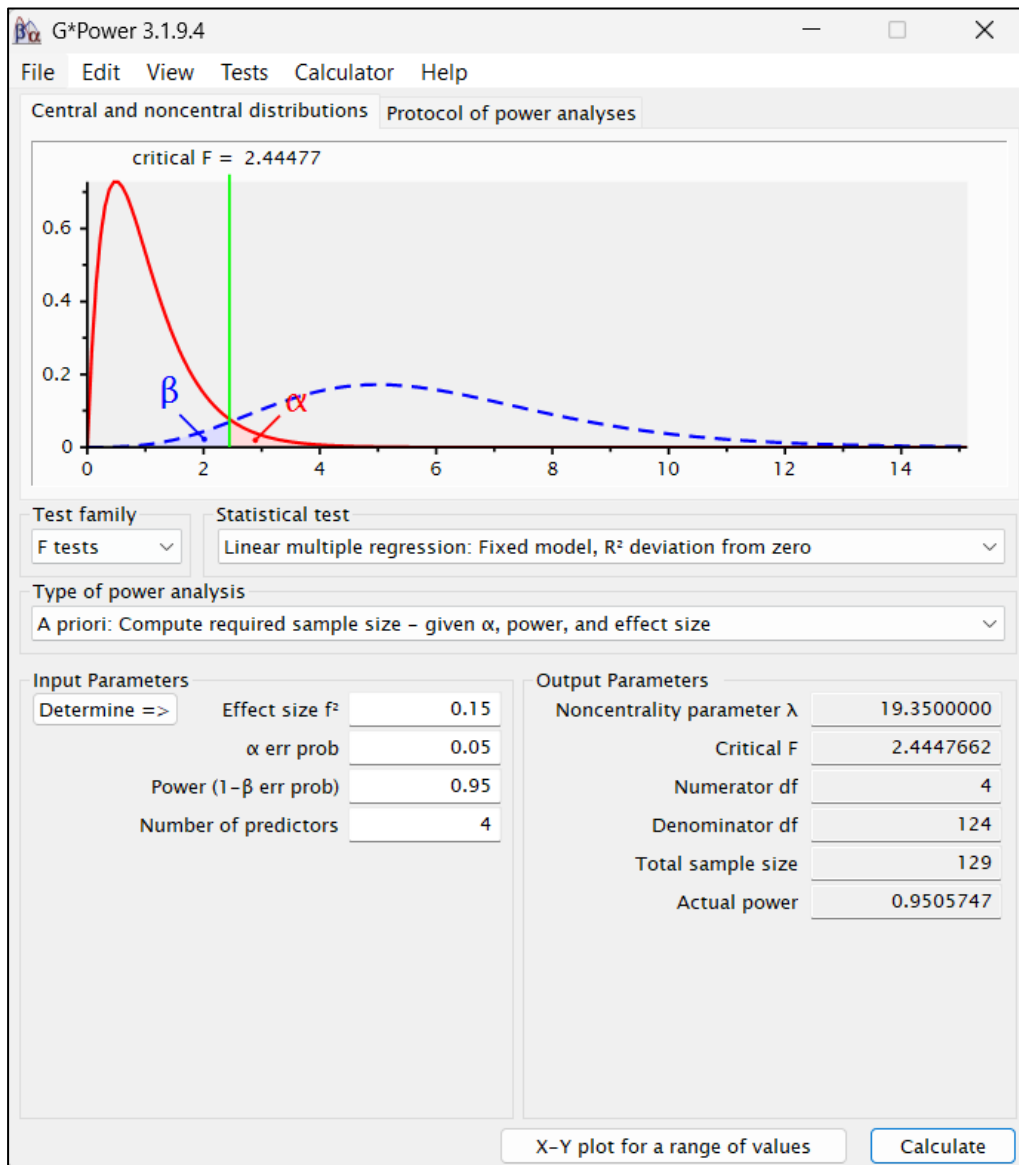 G*Power 3.1.9.4
File Edit View Tests Calculator Help
Central and noncentral distributions Protocol of power analyses
critical F = 2.44477
0.6
0.4
0.2
0
β
α
0 2 4 6 8 10 12 14
Test family
F tests
Statistical test
Linear multiple regression: Fixed model, R² deviation from zero
Type of power analysis
A priori: Compute required sample size – given α, power, and effect size
Input Parameters
Determine => Effect size f² 0.15
α err prob 0.05
Power (1-β err prob) 0.95
Number of predictors 4
Output Parameters
Noncentrality parameter λ 19.3500000
Critical F 2.4447662
Numerator df 4
Denominator df 124
Total sample size 129
Actual power 0.9505747
X-Y plot for a range of values Calculate